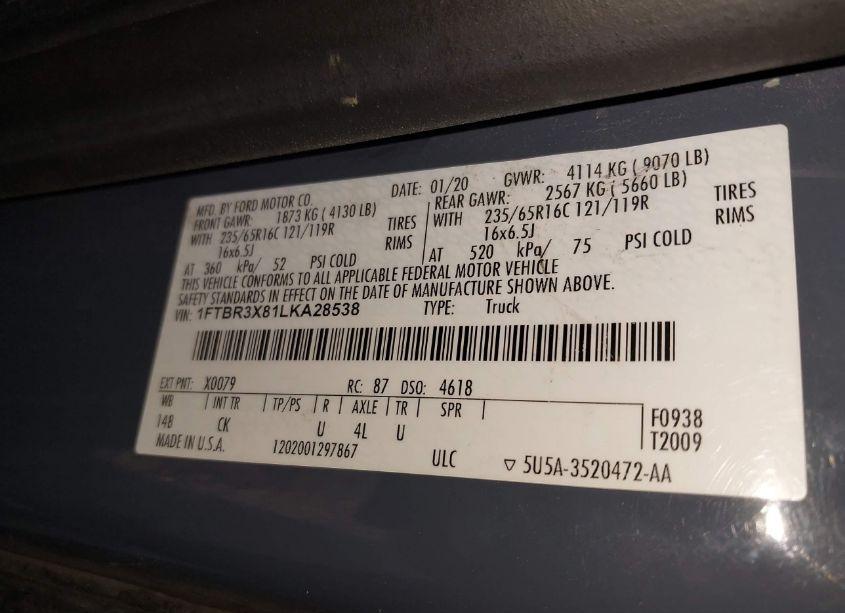 MFD. BY FORD MOTOR CO. DATE: 01/20 GVWR: 4114 KG ( 9070 LB)
FRONT GAWR: 1873 KG ( 4130 LB) REAR GAWR: 2567 KG ( 5660 LB)
WITH 235/65R16C 121/119R TIRES WITH 235/65R16C 121/119R TIRES
16x6.5J RIMS 16x6.5J RIMS
AT 360 kPa/ 52 PSI COLD AT 520 kPa/ 75 PSI COLD
THIS VEHICLE CONFORMS TO ALL APPLICABLE FEDERAL MOTOR VEHICLE
SAFETY STANDARDS IN EFFECT ON THE DATE OF MANUFACTURE SHOWN ABOVE.
VIN: 1FTBR3X81LKA28538 TYPE: Truck
EXT PNT: X0079 RC: 87 DSO: 4618
WB | INT TR | TP/PS | R | AXLE | TR | SPR | F0938
148 CK U 4L U T2009
MADE IN U.S.A. 1202001297867 ULC ▽ 5U5A-3520472-AA